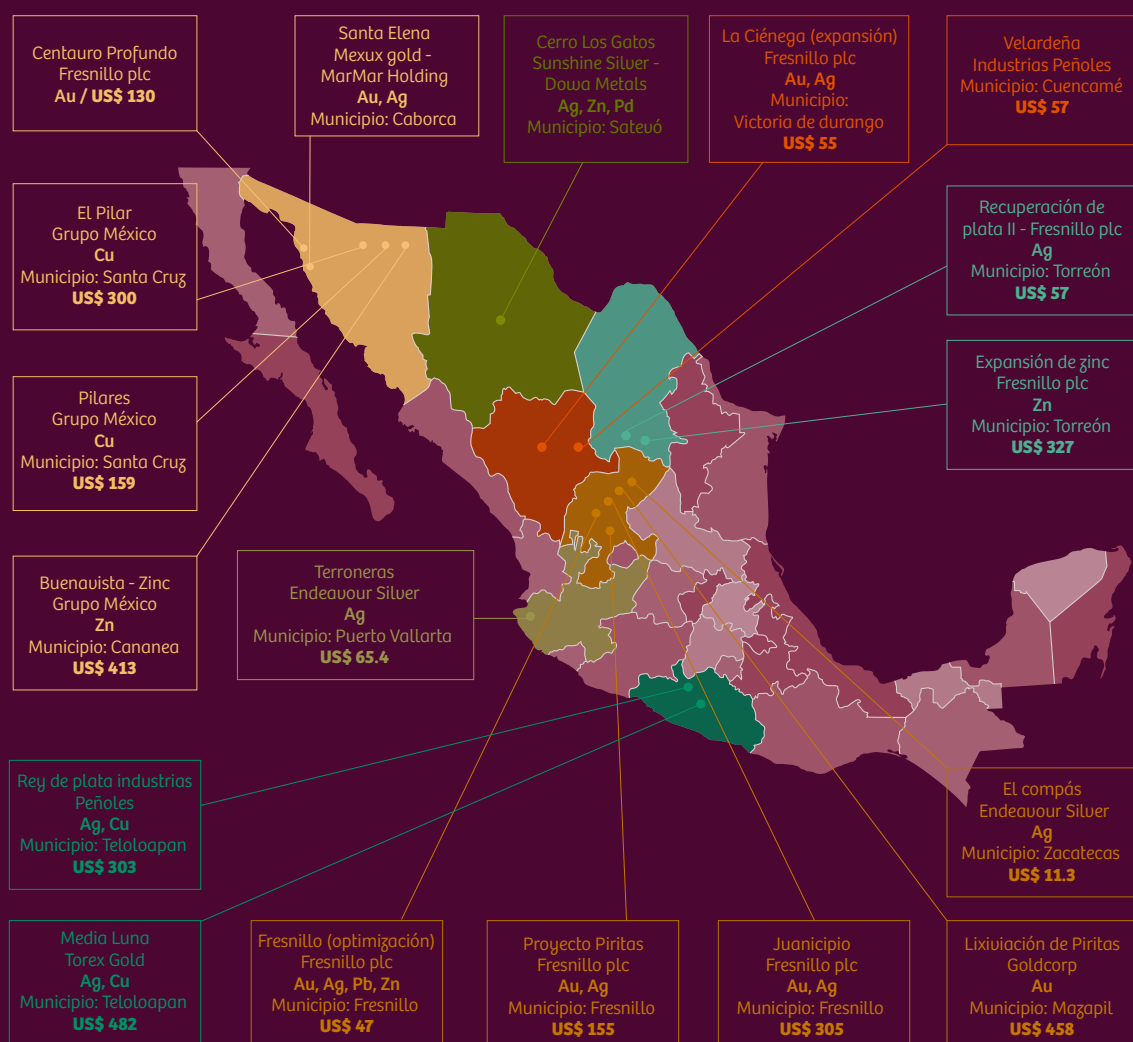 Centauro Profundo
Fresnillo plc
Au / US$ 130
Santa Elena
Mexux gold -
MarMar Holding
Au, Ag
Municipio: Caborca
Cerro Los Gatos
Sunshine Silver -
Dowa Metals
Ag, Zn, Pd
Municipio: Satevó
La Ciénega (expansión)
Fresnillo plc
Au, Ag
Municipio:
Victoria de durango
US$ 55
Velardeña
Industrias Peñoles
Municipio: Cuencamé
US$ 57
El Pilar
Grupo México
Cu
Municipio: Santa Cruz
US$ 300
Recuperación de
plata II - Fresnillo plc
Ag
Municipio: Torreón
US$ 57
Pilares
Grupo México
Cu
Municipio: Santa Cruz
US$ 159
Expansión de zinc
Fresnillo plc
Zn
Municipio: Torreón
US$ 327
Buenavista - Zinc
Grupo México
Zn
Municipio: Cananea
US$ 413
Terroneras
Endeavour Silver
Ag
Municipio: Puerto Vallarta
US$ 65.4
Rey de plata industrias
Peñoles
Ag, Cu
Municipio: Teloloapan
US$ 303
El compás
Endeavour Silver
Ag
Municipio: Zacatecas
US$ 11.3
Media Luna
Torex Gold
Ag, Cu
Municipio: Teloloapan
US$ 482
Fresnillo (optimización)
Fresnillo plc
Au, Ag, Pb, Zn
Municipio: Fresnillo
US$ 47
Proyecto Piritas
Fresnillo plc
Au, Ag
Municipio: Fresnillo
US$ 155
Juanicipio
Fresnillo plc
Au, Ag
Municipio: Fresnillo
US$ 305
Lixiviación de Piritas
Goldcorp
Au
Municipio: Mazapil
US$ 458